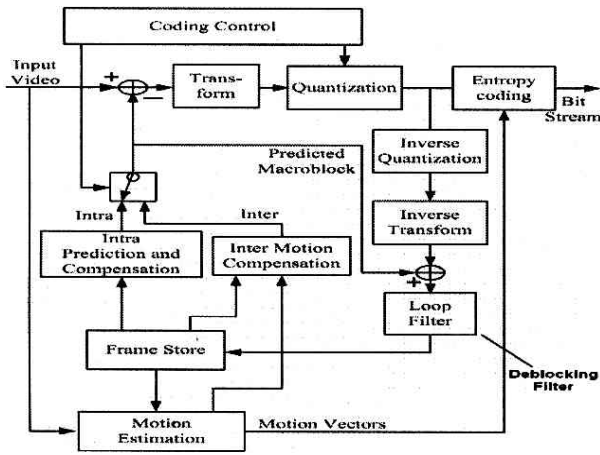 Coding Control
Input
Video
+
−
Trans-
form
Quantization
Entropy
coding
Bit
Stream
Predicted
Macroblock
Inverse
Quantization
Intra
Inter
Inverse
Transform
Intra
Prediction and
Compensation
Inter Motion
Compensation
+
Loop
Filter
Frame Store
Deblocking
Filter
Motion
Estimation
Motion Vectors